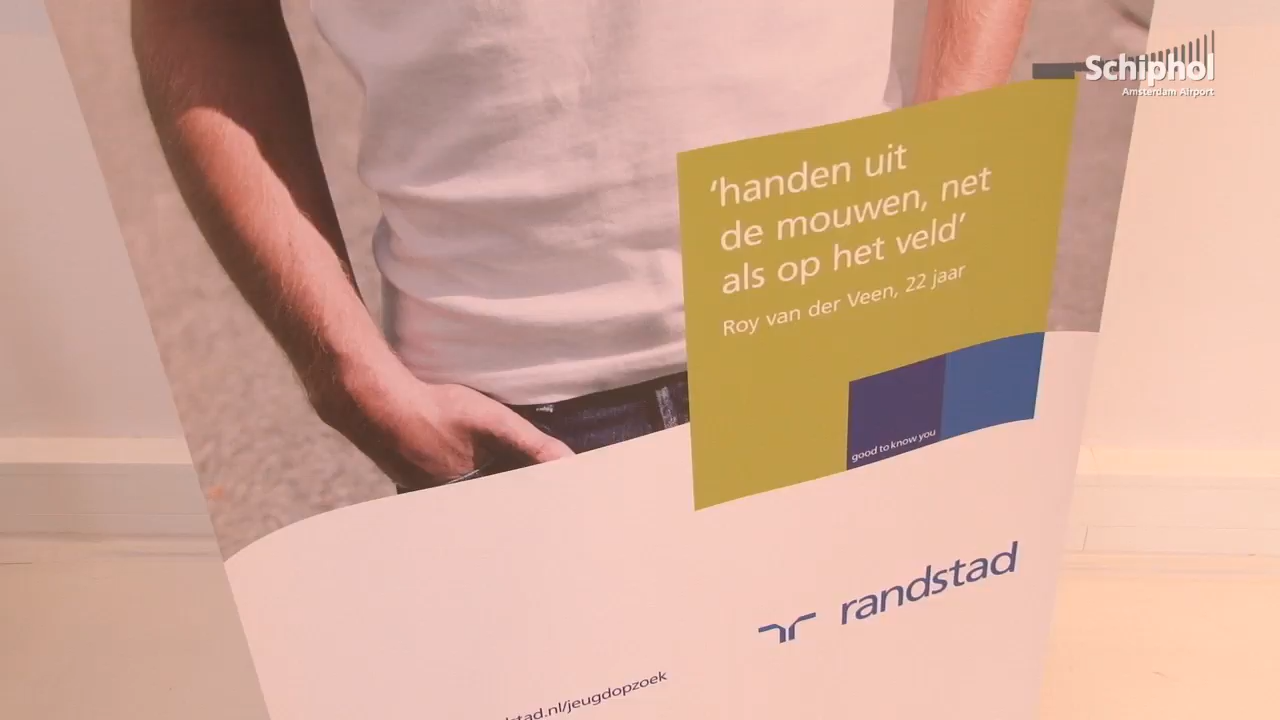 Schiphol
Amsterdam Airport
‘handen uit
de mouwen, net
als op het veld’
Roy van der Veen, 22 jaar
good to know you
randstad
stad.nl/jeugdopzoek